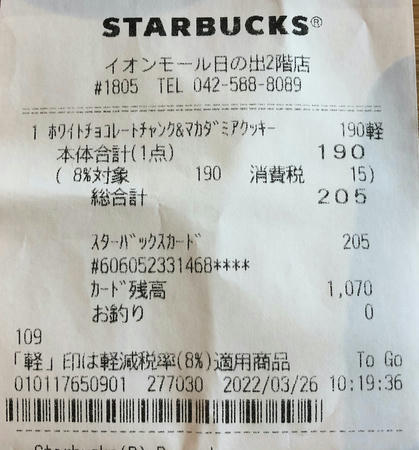 STARBUCKS®
イオンモール日の出2階店
#1805 TEL 042-588-8089
1 ﾎﾜｲﾄﾁｮｺﾚｰﾄﾁｬﾝｸ&ﾏｶﾀﾞﾐｱｸｯｷｰ 190軽
本体合計(1点) 190
( 8%対象 190 消費税 15)
総合計 205
ｽﾀｰﾊﾞｯｸｽｶｰﾄﾞ 205
#606052331468****
ｶｰﾄﾞ残高 1,070
お釣り 0
109
「軽」印は軽減税率(8%)適用商品 To Go
010117650901 277030 2022/03/26 10:19:36